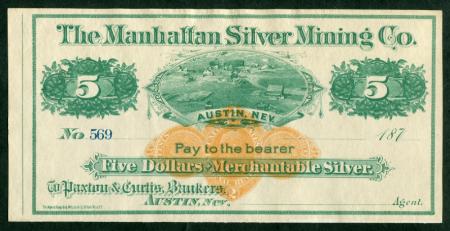 The Manhattan Silver Mining Co.
5 5
AUSTIN, NEV.
No 569 187
Pay to the bearer
Five Dollars Merchantable Silver.
To Paxton & Curtis, Bankers,
AUSTIN, Nev. Agent.